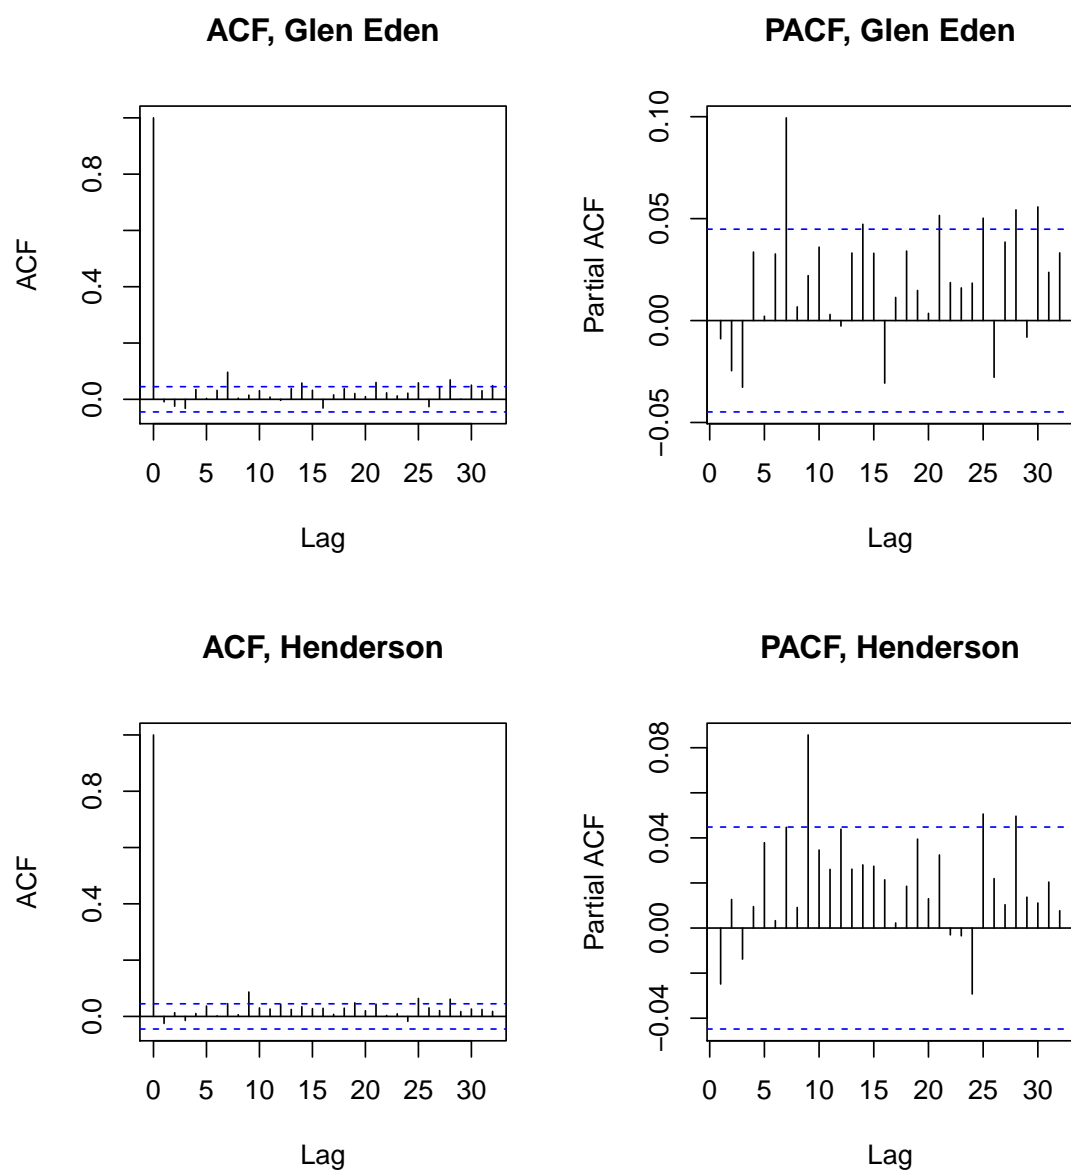 ACF, Glen Eden
ACF
0.0 0.4 0.8
0 5 10 15 20 25 30
Lag
PACF, Glen Eden
Partial ACF
−0.05 0.00 0.05 0.10
0 5 10 15 20 25 30
Lag
ACF, Henderson
ACF
0.0 0.4 0.8
0 5 10 15 20 25 30
Lag
PACF, Henderson
Partial ACF
−0.04 0.00 0.04 0.08
0 5 10 15 20 25 30
Lag